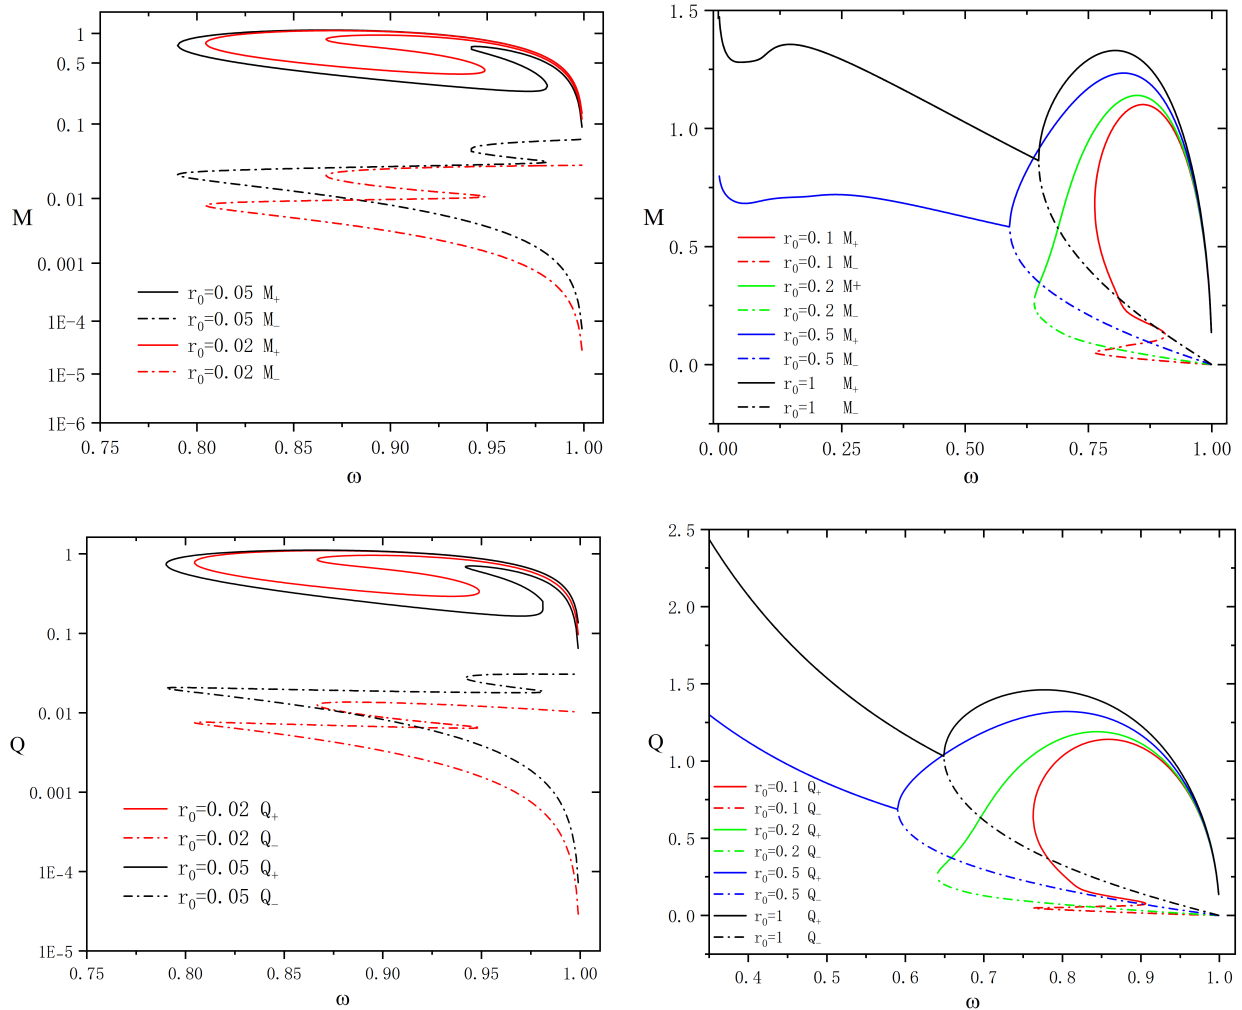 1
0.5
0.1
0.01
0.001
1E-4
1E-5
1E-6
M
r₀=0.05 M₊
r₀=0.05 M₋
r₀=0.02 M₊
r₀=0.02 M₋
0.75 0.80 0.85 0.90 0.95 1.00
ω
1.5
1.0
0.5
0.0
M
r₀=0.1 M₊
r₀=0.1 M₋
r₀=0.2 M+
r₀=0.2 M₋
r₀=0.5 M₊
r₀=0.5 M₋
r₀=1 M₊
r₀=1 M₋
0.00 0.25 0.50 0.75 1.00
ω
1
0.1
0.01
0.001
1E-4
1E-5
Q
r₀=0.02 Q₊
r₀=0.02 Q₋
r₀=0.05 Q₊
r₀=0.05 Q₋
0.75 0.80 0.85 0.90 0.95 1.00
ω
2.5
2.0
1.5
1.0
0.5
0.0
Q
r₀=0.1 Q₊
r₀=0.1 Q₋
r₀=0.2 Q₊
r₀=0.2 Q₋
r₀=0.5 Q₊
r₀=0.5 Q₋
r₀=1 Q₊
r₀=1 Q₋
0.4 0.5 0.6 0.7 0.8 0.9 1.0
ω